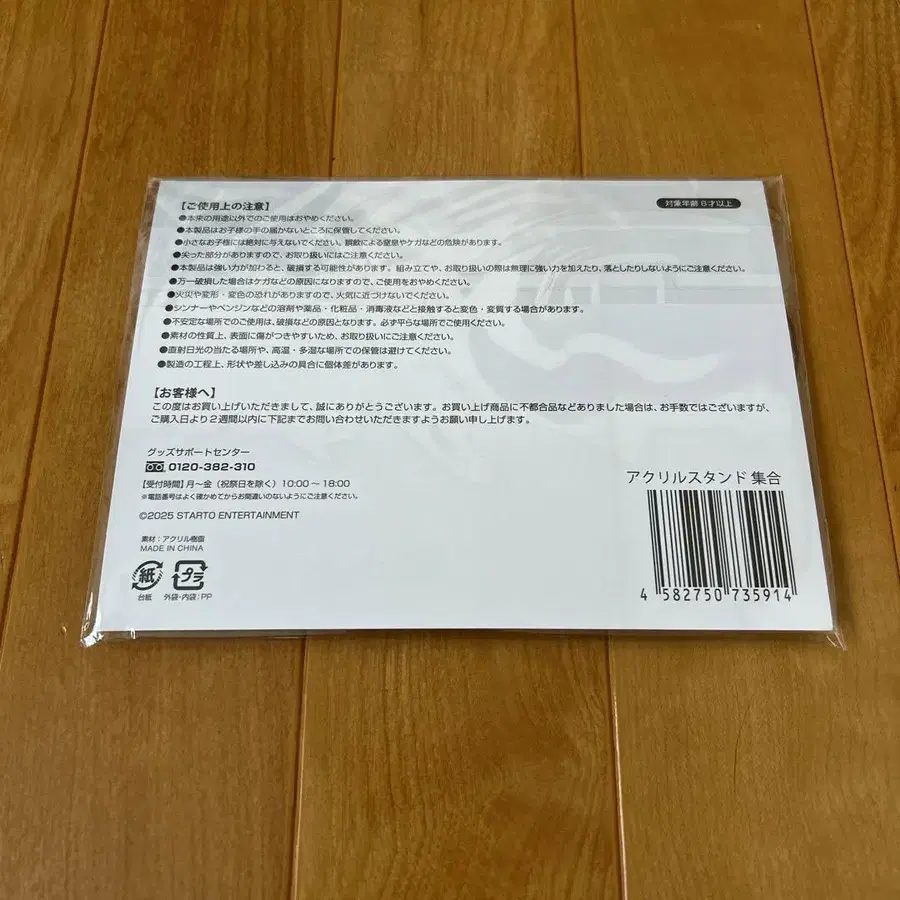 【ご使用上の注意】
対象年齢 8才以上
●本来の用途以外でのご使用はおやめください。
●本製品はお子様の手の届かないところに保管してください。
●小さなお子様には絶対に与えないでください。誤飲による窒息やケガなどの危険があります。
●尖った部分がありますので、お取り扱いにはご注意ください。
●本製品は強い力が加わると、破損する可能性があります。組み立てや、お取り扱いの際は無理に強い力を加えたり、落としたりしないようにご注意ください。
●万一破損した場合はケガなどの原因になりますので、ご使用をおやめください。
●火災や変形・変色の恐れがありますので、火気に近づけないでください。
●シンナーやベンジンなどの溶剤や薬品・化粧品・消毒液などと接触すると変色・変質する場合があります。
●不安定な場所でのご使用は、破損などの原因となります。必ず平らな場所でご使用ください。
●素材の性質上、表面に傷がつきやすいため、お取り扱いにご注意ください。
●直射日光の当たる場所や、高温・多湿な場所での保管は避けてください。
●製造の工程上、形状や差し込みの具合に個体差があります。
【お客様へ】
この度はお買い上げいただきまして、誠にありがとうございます。お買い上げ商品に不都合品などありました場合は、お手数ではございますが、
ご購入日より2週間以内に下記までお問い合わせいただきますようお願い申し上げます。
グッズサポートセンター
0120-382-310
【受付時間】月〜金（祝祭日を除く）10:00〜18:00
※電話番号はよく確かめてからお間違いのないようにご注意ください。
©2025 STARTO ENTERTAINMENT
素材：アクリル樹脂
MADE IN CHINA
紙
プラ
台紙
外袋・内袋：PP
アクリルスタンド 集合
4 582750 735914